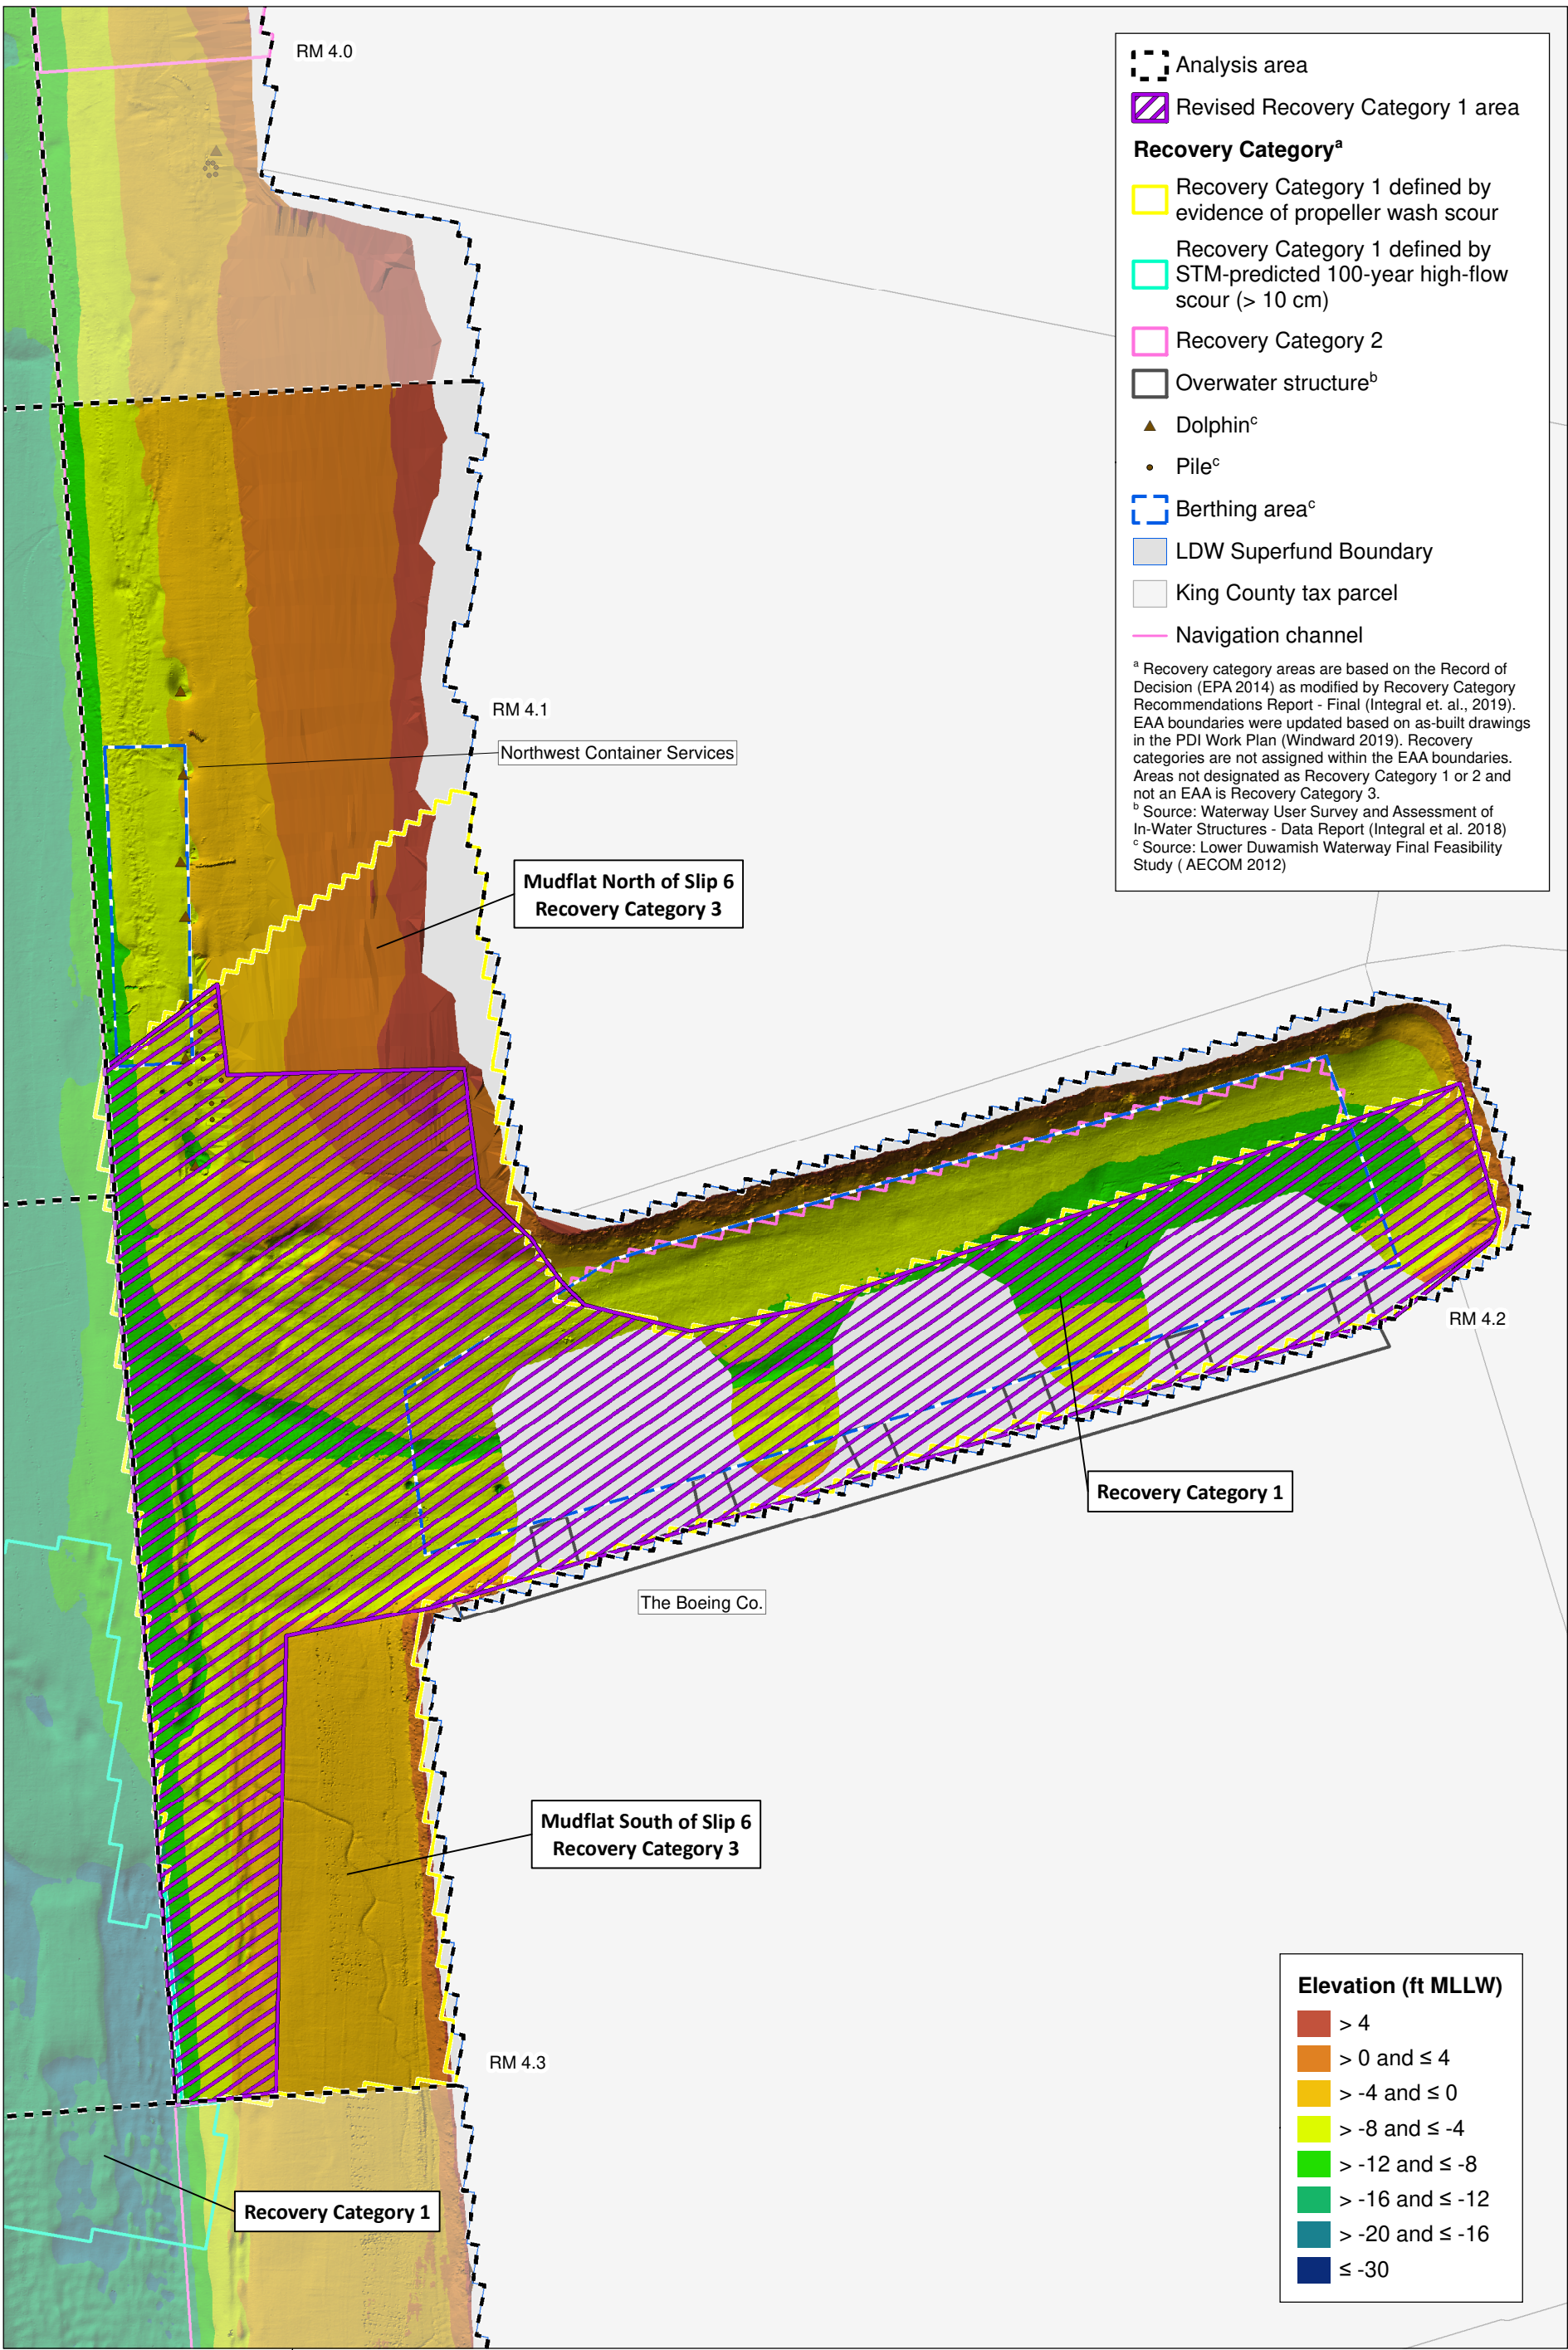 RM 4.0
Analysis area
Revised Recovery Category 1 area
Recovery Categoryᵃ
Recovery Category 1 defined by
evidence of propeller wash scour
Recovery Category 1 defined by
STM-predicted 100-year high-flow
scour (> 10 cm)
Recovery Category 2
Overwater structureᵇ
Dolphinᶜ
Pileᶜ
Berthing areaᶜ
LDW Superfund Boundary
King County tax parcel
Navigation channel
ᵃ Recovery category areas are based on the Record of
Decision (EPA 2014) as modified by Recovery Category
Recommendations Report - Final (Integral et. al., 2019).
EAA boundaries were updated based on as-built drawings
in the PDI Work Plan (Windward 2019). Recovery
categories are not assigned within the EAA boundaries.
Areas not designated as Recovery Category 1 or 2 and
not an EAA is Recovery Category 3.
ᵇ Source: Waterway User Survey and Assessment of
In-Water Structures - Data Report (Integral et al. 2018)
ᶜ Source: Lower Duwamish Waterway Final Feasibility
Study ( AECOM 2012)
RM 4.1
Northwest Container Services
Mudflat North of Slip 6
Recovery Category 3
RM 4.2
Recovery Category 1
The Boeing Co.
Mudflat South of Slip 6
Recovery Category 3
RM 4.3
Recovery Category 1
Elevation (ft MLLW)
> 4
> 0 and ≤ 4
> -4 and ≤ 0
> -8 and ≤ -4
> -12 and ≤ -8
> -16 and ≤ -12
> -20 and ≤ -16
≤ -30